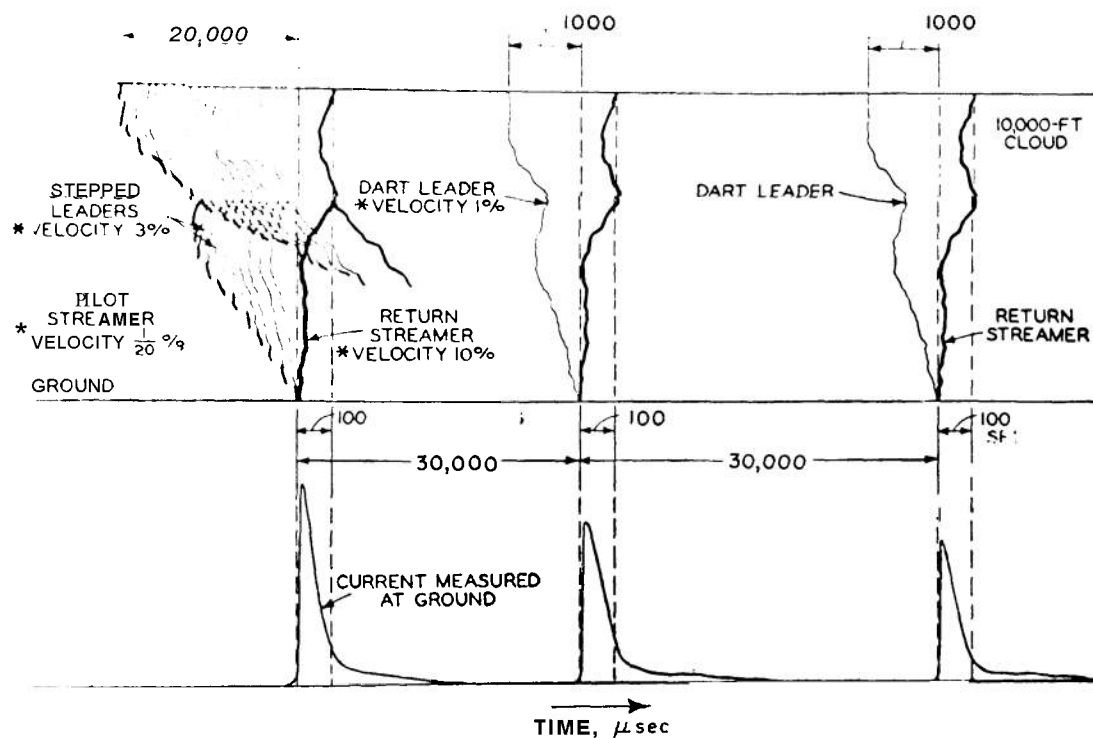 20,000
1000
1000
10,000-FT
CLOUD
STEPPED
LEADERS
* VELOCITY 3%
DART LEADER
* VELOCITY 1%
DART LEADER
PILOT
STREAMER
* VELOCITY 1/20 %
RETURN
STREAMER
* VELOCITY 10%
RETURN
STREAMER
GROUND
100
100
100
30,000
30,000
CURRENT MEASURED
AT GROUND
TIME, μsec